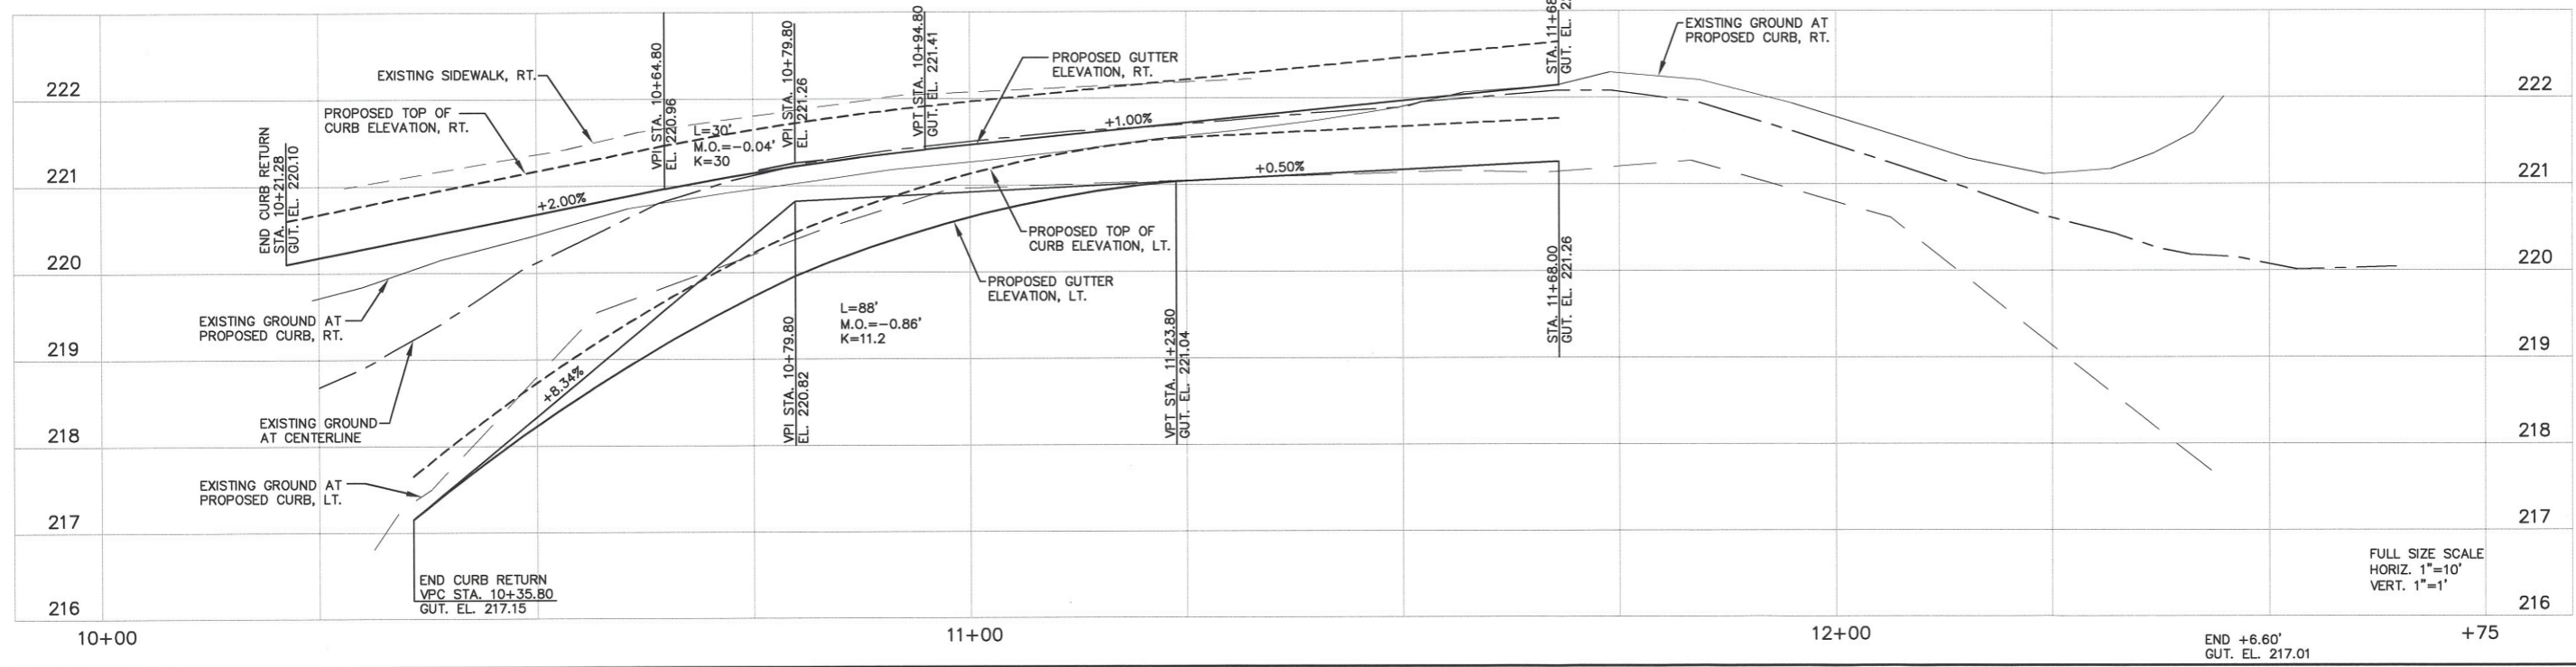 222
221
220
219
218
217
216
EXISTING SIDEWALK, RT.
PROPOSED TOP OF
CURB ELEVATION, RT.
END CURB RETURN
STA. 10+21.28
GUT. EL. 220.10
+2.00%
VPI STA. 10+64.80
EL. 220.96
L=30'
M.O.=-0.04'
K=30
VPI STA. 10+79.80
EL. 221.26
VPT STA. 10+94.80
GUT. EL. 221.41
PROPOSED GUTTER
ELEVATION, RT.
+1.00%
STA. 11+68
GUT. EL.
EXISTING GROUND AT
PROPOSED CURB, RT.
+0.50%
PROPOSED TOP OF
CURB ELEVATION, LT.
PROPOSED GUTTER
ELEVATION, LT.
EXISTING GROUND AT
PROPOSED CURB, RT.
EXISTING GROUND
AT CENTERLINE
+8.34%
L=88'
M.O.=-0.86'
K=11.2
VPI STA. 10+79.80
EL. 220.82
VPT STA. 11+23.80
GUT. EL. 221.04
STA. 11+68.00
GUT. EL. 221.26
EXISTING GROUND AT
PROPOSED CURB, LT.
END CURB RETURN
VPC STA. 10+35.80
GUT. EL. 217.15
222
221
220
219
218
217
216
FULL SIZE SCALE
HORIZ. 1"=10'
VERT. 1"=1'
10+00
11+00
12+00
+75
END +6.60'
GUT. EL. 217.01